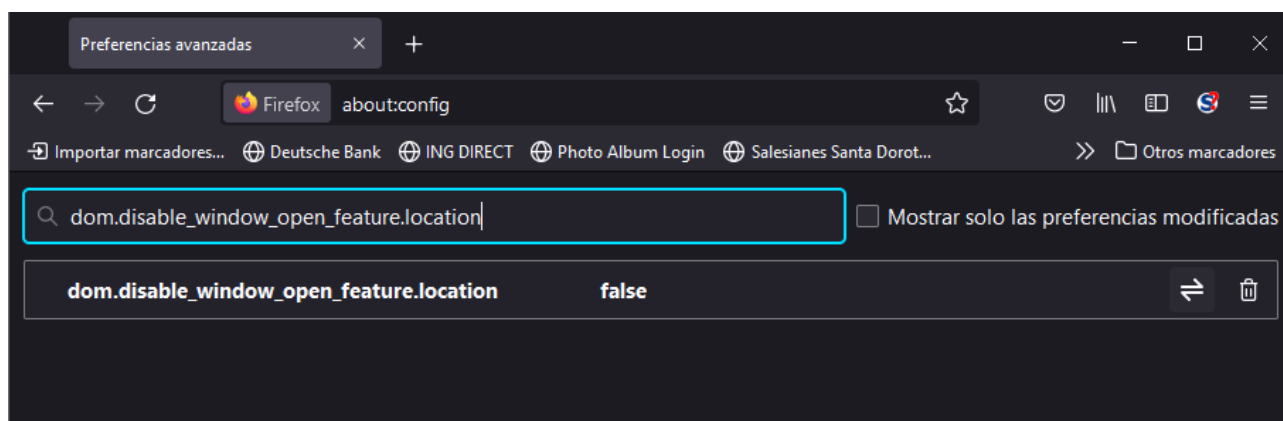 Preferencias avanzadas
Firefox about:config
Importar marcadores... Deutsche Bank ING DIRECT Photo Album Login Salesianes Santa Dorot... Otros marcadores
dom.disable_window_open_feature.location Mostrar solo las preferencias modificadas
dom.disable_window_open_feature.location false